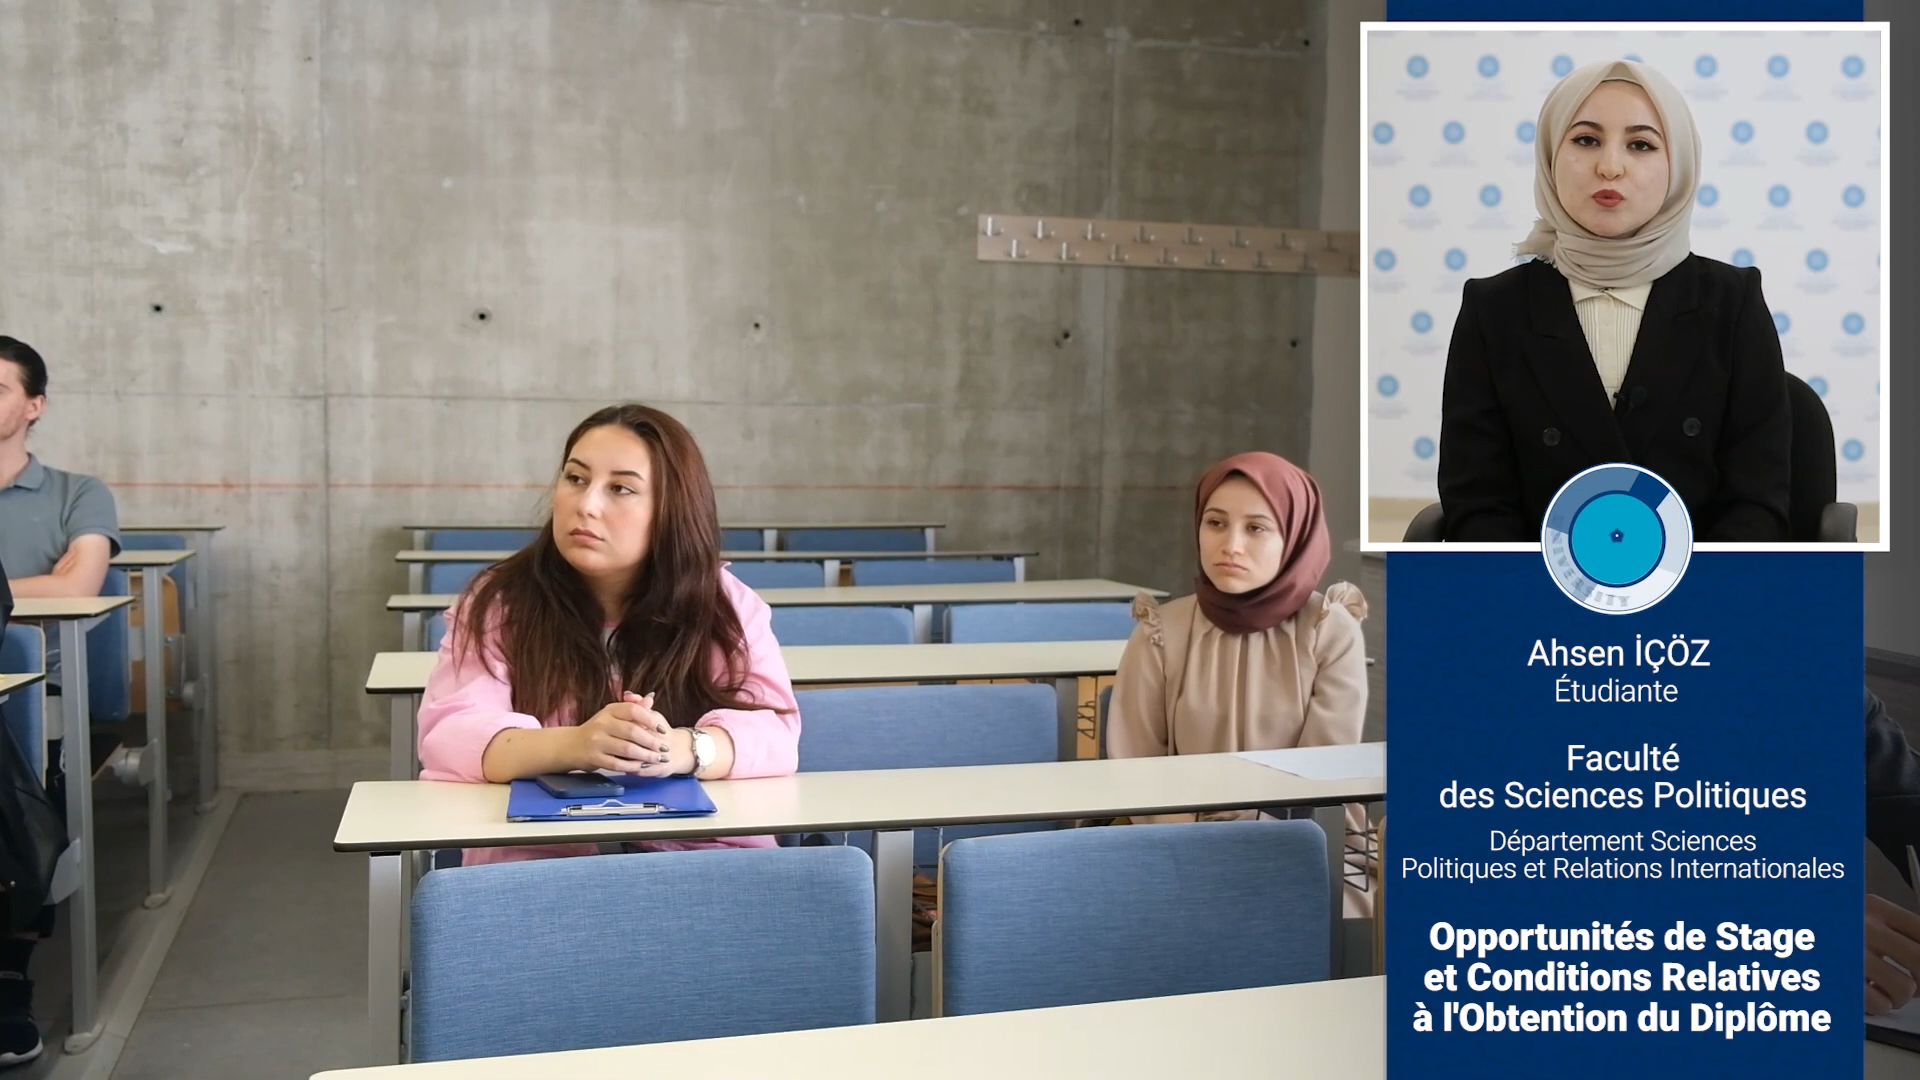 Ahsen İÇÖZ
Étudiante
Faculté
des Sciences Politiques
Département Sciences
Politiques et Relations Internationales
Opportunités de Stage
et Conditions Relatives
à l'Obtention du Diplôme